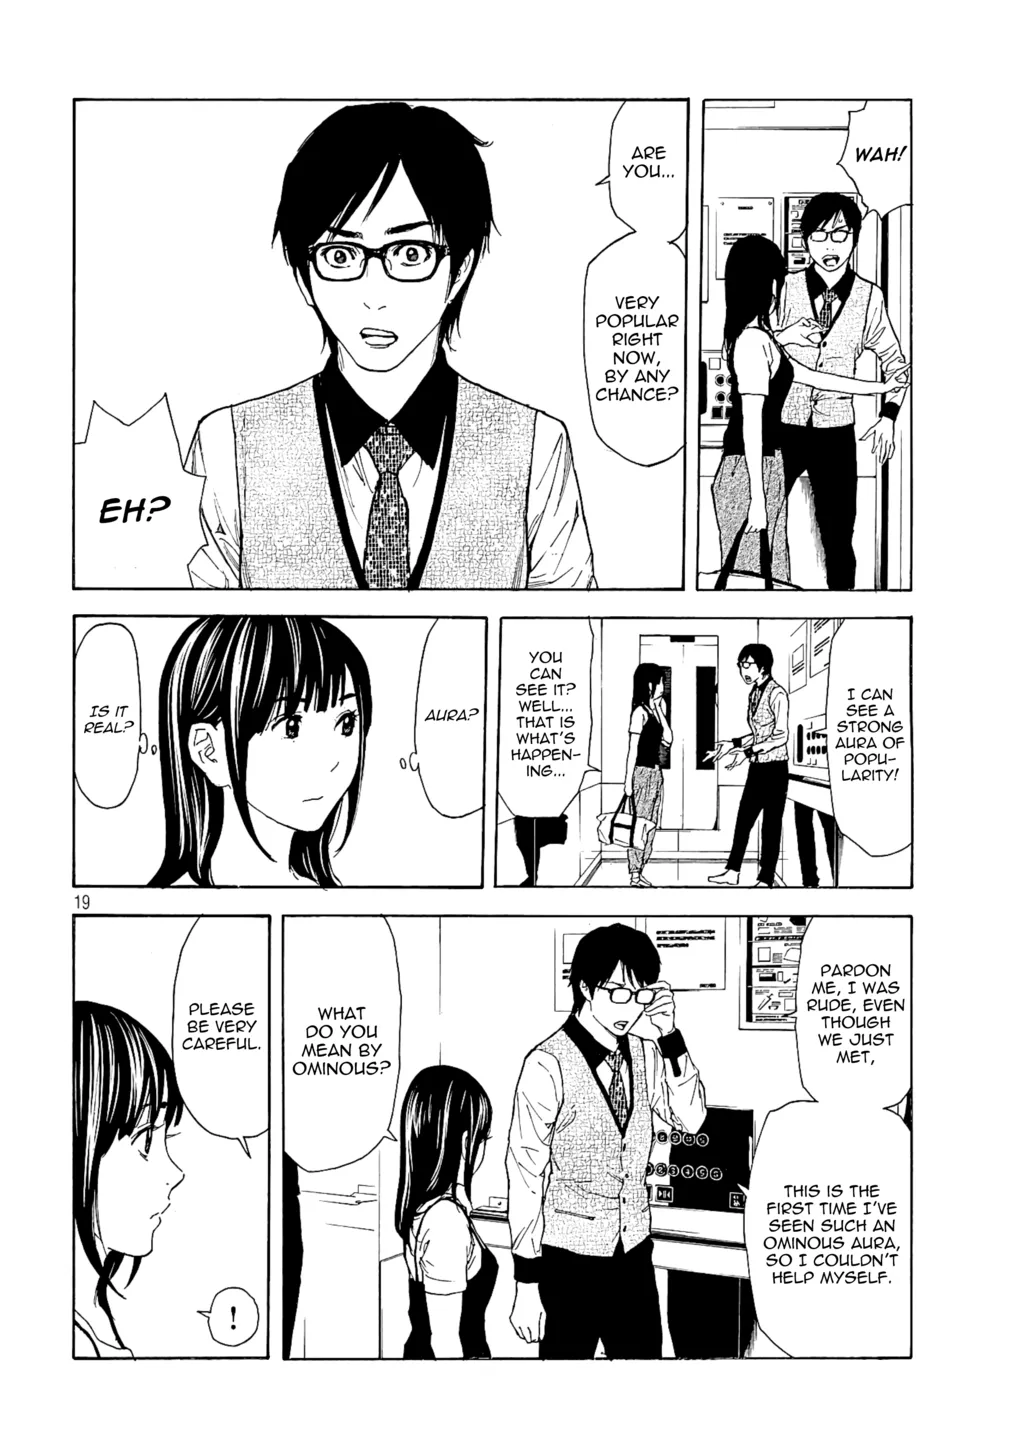 WAH!
ARE
YOU...
VERY
POPULAR
RIGHT
NOW,
BY ANY
CHANCE?
EH?
I CAN
SEE A
STRONG
AURA OF
POPU-
LARITY!
YOU
CAN
SEE IT?
WELL...
THAT IS
WHAT'S
HAPPEN-
ING...
AURA?
IS IT
REAL?
19
PARDON
ME, I WAS
RUDE, EVEN
THOUGH
WE JUST
MET,
THIS IS THE
FIRST TIME I'VE
SEEN SUCH AN
OMINOUS AURA,
SO I COULDN'T
HELP MYSELF.
WHAT
DO YOU
MEAN BY
OMINOUS?
PLEASE
BE VERY
CAREFUL.
!